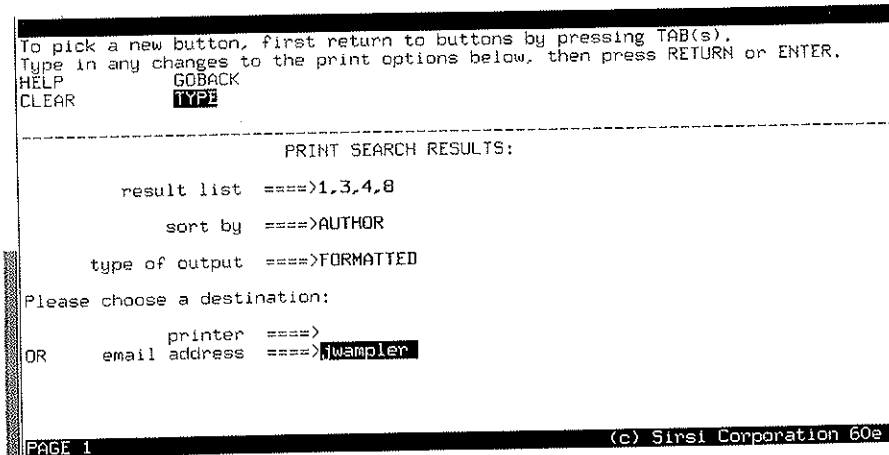 To pick a new button, first return to buttons by pressing TAB(s).
Type in any changes to the print options below, then press RETURN or ENTER.
HELP GOBACK
CLEAR TYPE
PRINT SEARCH RESULTS:
result list ====>1,3,4,8
sort by ====>AUTHOR
type of output ====>FORMATTED
Please choose a destination:
printer ====>
OR email address ====>jwampler
PAGE 1 (c) Sirsi Corporation 60e